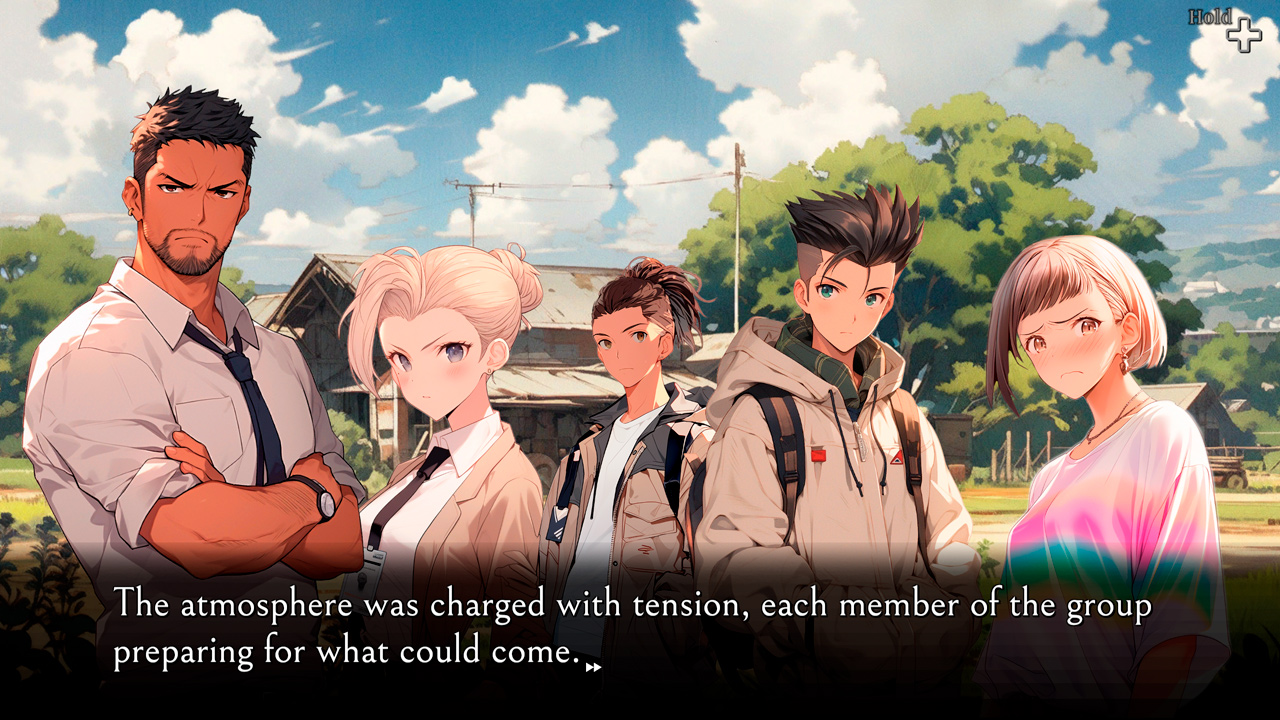 Hold
The atmosphere was charged with tension, each member of the group
preparing for what could come.